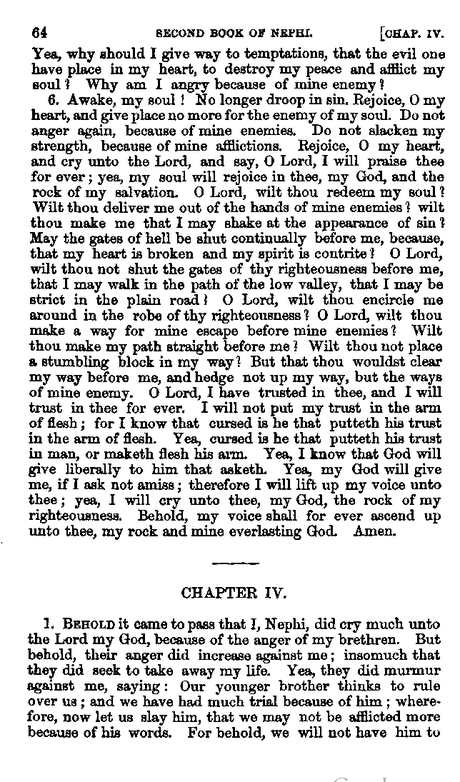 64 SECOND BOOK OF NEPHI. [CHAP. IV.
Yea, why should I give way to temptations, that the evil one
have place in my heart, to destroy my peace and afflict my
soul? Why am I angry because of mine enemy?
6. Awake, my soul! No longer droop in sin. Rejoice, O my
heart, and give place no more for the enemy of my soul. Do not
anger again, because of mine enemies. Do not slacken my
strength, because of mine afflictions. Rejoice, O my heart,
and cry unto the Lord, and say, O Lord, I will praise thee
for ever; yea, my soul will rejoice in thee, my God, and the
rock of my salvation. O Lord, wilt thou redeem my soul?
Wilt thou deliver me out of the hands of mine enemies? wilt
thou make me that I may shake at the appearance of sin?
May the gates of hell be shut continually before me, because,
that my heart is broken and my spirit is contrite? O Lord,
wilt thou not shut the gates of thy righteousness before me,
that I may walk in the path of the low valley, that I may be
strict in the plain road? O Lord, wilt thou encircle me
around in the robe of thy righteousness? O Lord, wilt thou
make a way for mine escape before mine enemies? Wilt
thou make my path straight before me? Wilt thou not place
a stumbling block in my way? But that thou wouldst clear
my way before me, and hedge not up my way, but the ways
of mine enemy. O Lord, I have trusted in thee, and I will
trust in thee for ever. I will not put my trust in the arm
of flesh; for I know that cursed is he that putteth his trust
in the arm of flesh. Yea, cursed is he that putteth his trust
in man, or maketh flesh his arm. Yea, I know that God will
give liberally to him that asketh. Yea, my God will give
me, if I ask not amiss; therefore I will lift up my voice unto
thee; yea, I will cry unto thee, my God, the rock of my
righteousness. Behold, my voice shall for ever ascend up
unto thee, my rock and mine everlasting God. Amen.
CHAPTER IV.
1. BEHOLD it came to pass that I, Nephi, did cry much unto
the Lord my God, because of the anger of my brethren. But
behold, their anger did increase against me; insomuch that
they did seek to take away my life. Yea, they did murmur
against me, saying: Our younger brother thinks to rule
over us; and we have had much trial because of him; where-
fore, now let us slay him, that we may not be afflicted more
because of his words. For behold, we will not have him to